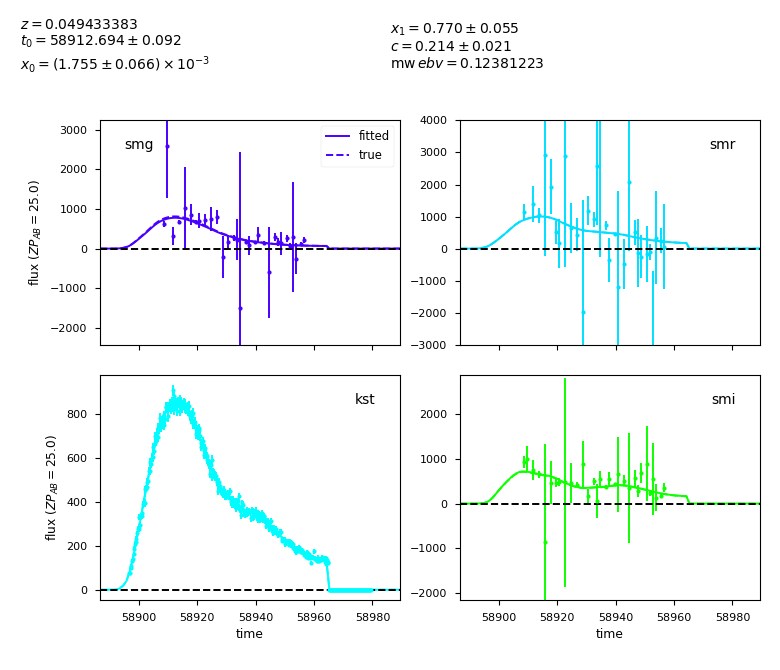 z = 0.049433383
t₀ = 58912.694 ± 0.092
x₀ = (1.755 ± 0.066) × 10⁻³
x₁ = 0.770 ± 0.055
c = 0.214 ± 0.021
mw ebv = 0.12381223
smg
fitted
true
3000
2000
1000
0
−1000
−2000
flux (ZP_AB = 25.0)
smr
4000
3000
2000
1000
0
−1000
−2000
−3000
kst
800
600
400
200
0
flux (ZP_AB = 25.0)
58900 58920 58940 58960 58980
time
smi
2000
1000
0
−1000
−2000
58900 58920 58940 58960 58980
time